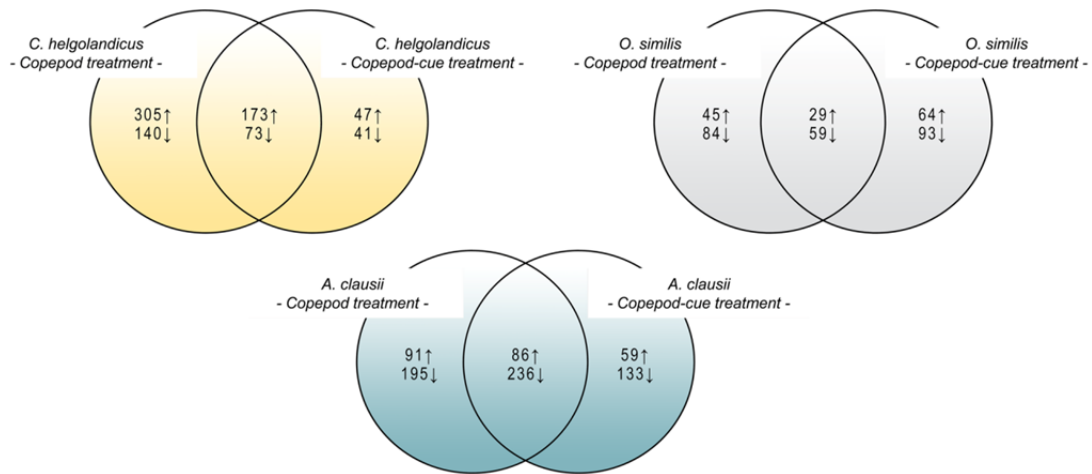 C. helgolandicus
- Copepod treatment -
C. helgolandicus
- Copepod-cue treatment -
305↑
140↓
173↑
73↓
47↑
41↓
O. similis
- Copepod treatment -
O. similis
- Copepod-cue treatment -
45↑
84↓
29↑
59↓
64↑
93↓
A. clausii
- Copepod treatment -
A. clausii
- Copepod-cue treatment -
91↑
195↓
86↑
236↓
59↑
133↓